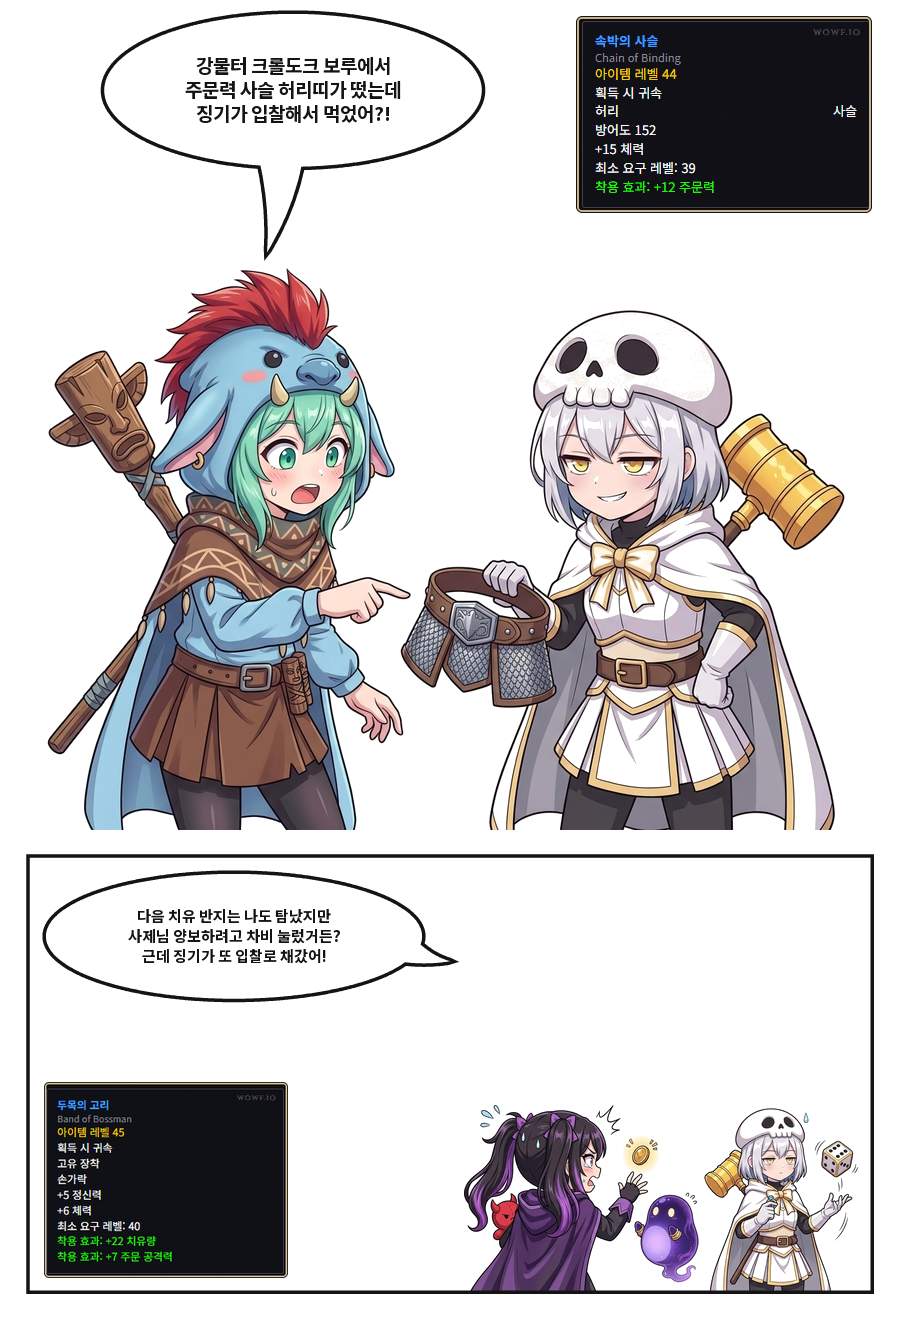 강물터 크롤도크 보루에서
주문력 사슬 허리띠가 떴는데
징기가 입찰해서 먹었어?!
WOWF.IO
속박의 사슬
Chain of Binding
아이템 레벨 44
획득 시 귀속
허리 사슬
방어도 152
+15 체력
최소 요구 레벨: 39
착용 효과: +12 주문력
다음 치유 반지는 나도 탐났지만
사제님 양보하려고 차비 눌렀거든?
근데 징기가 또 입찰로 채갔어!
WOWF.IO
두목의 고리
Band of Bossman
아이템 레벨 45
획득 시 귀속
고유 장착
손가락
+5 정신력
+6 체력
최소 요구 레벨: 40
착용 효과: +22 치유량
착용 효과: +7 주문 공격력